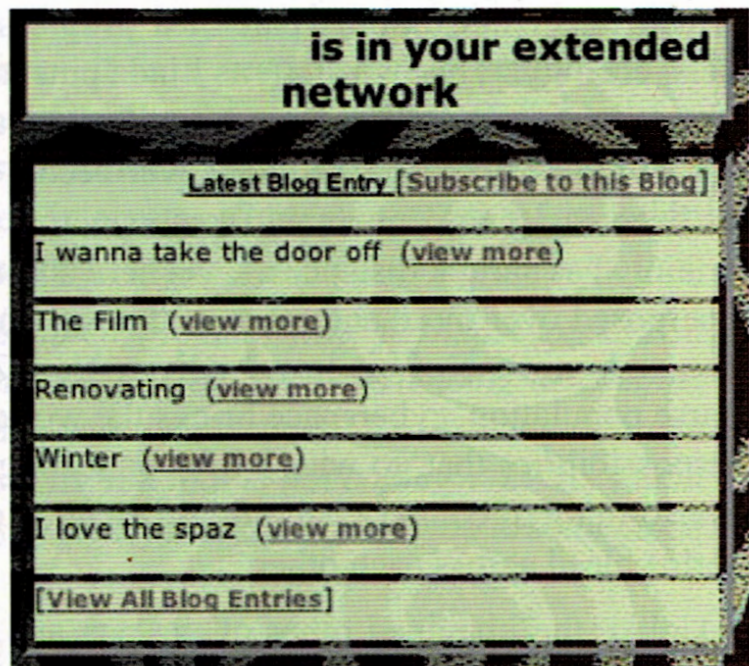 is in your extended
network
Latest Blog Entry [Subscribe to this Blog]
I wanna take the door off (view more)
The Film (view more)
Renovating (view more)
Winter (view more)
I love the spaz (view more)
[View All Blog Entries]